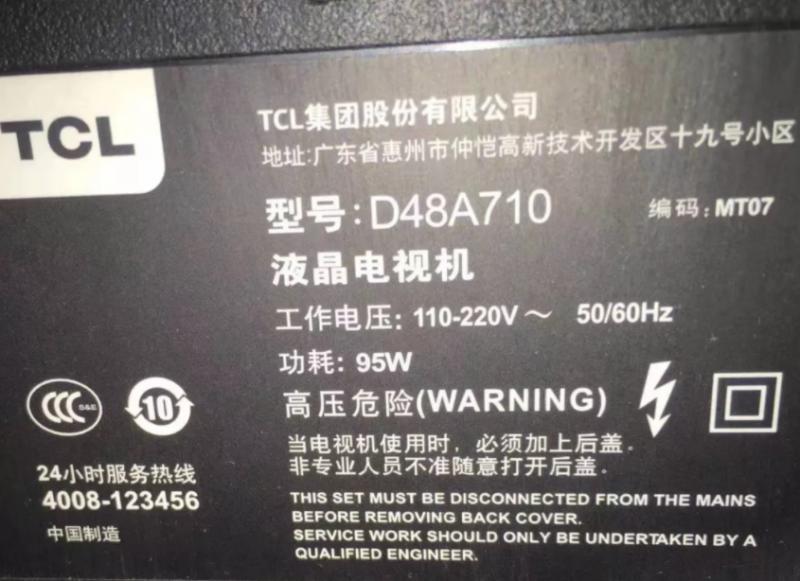 TCL
TCL集团股份有限公司
地址:广东省惠州市仲恺高新技术开发区十九号小区
型号:D48A710 编码:MT07
液晶电视机
工作电压: 110-220V～ 50/60Hz
功耗: 95W
高压危险(WARNING)
当电视机使用时，必须加上后盖。
非专业人员不准随意打开后盖。
THIS SET MUST BE DISCONNECTED FROM THE MAINS
BEFORE REMOVING BACK COVER.
SERVICE WORK SHOULD ONLY BE UNDERTAKEN BY A
QUALIFIED ENGINEER.
CCC S&E
10
24小时服务热线
4008-123456
中国制造